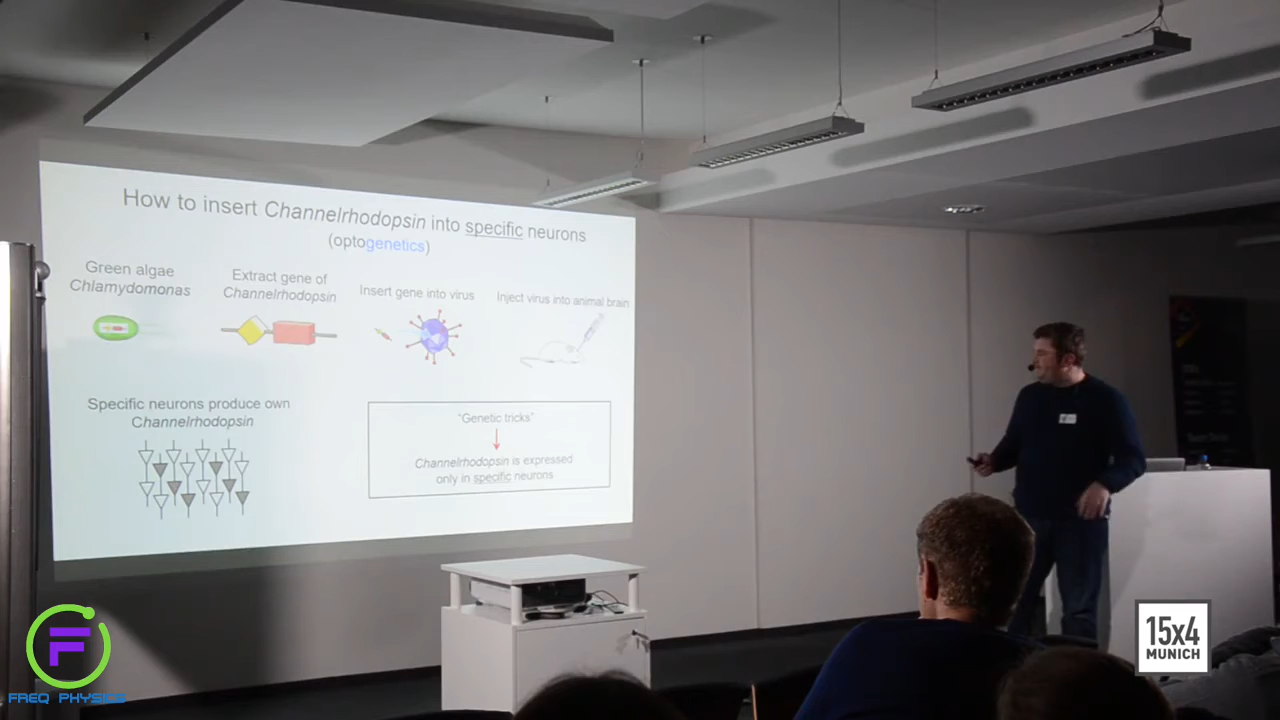 How to insert Channelrhodopsin into specific neurons
(optogenetics)
Green algae
Chlamydomonas
Extract gene of
Channelrhodopsin
Insert gene into virus
Inject virus into animal brain
Specific neurons produce own
Channelrhodopsin
"Genetic tricks"
Channelrhodopsin is expressed
only in specific neurons
F
FREQ PHYSICS
15x4
MUNICH